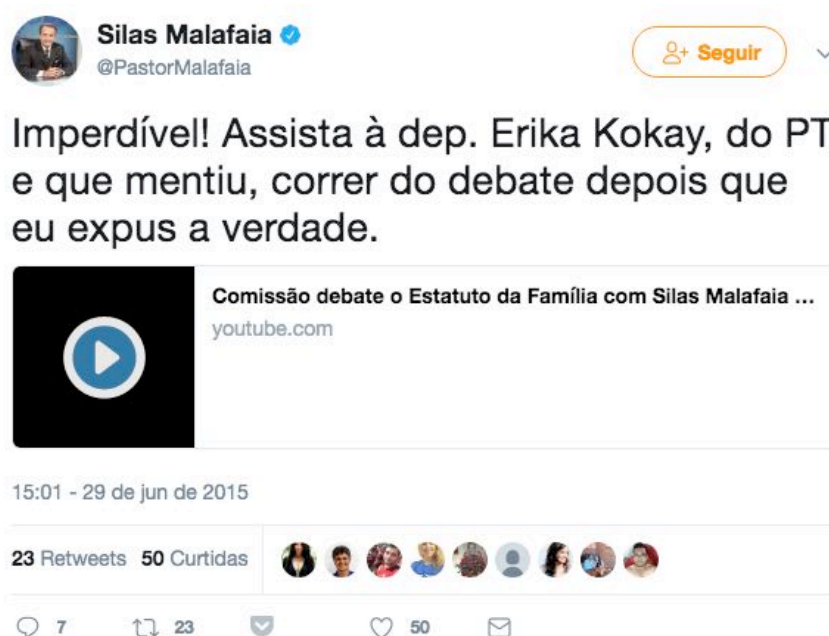 Silas Malafaia
@PastorMalafaia
Seguir
Imperdível! Assista à dep. Erika Kokay, do PT
e que mentiu, correr do debate depois que
eu expus a verdade.
Comissão debate o Estatuto da Família com Silas Malafaia ...
youtube.com
15:01 - 29 de jun de 2015
23 Retweets 50 Curtidas
7 23 50